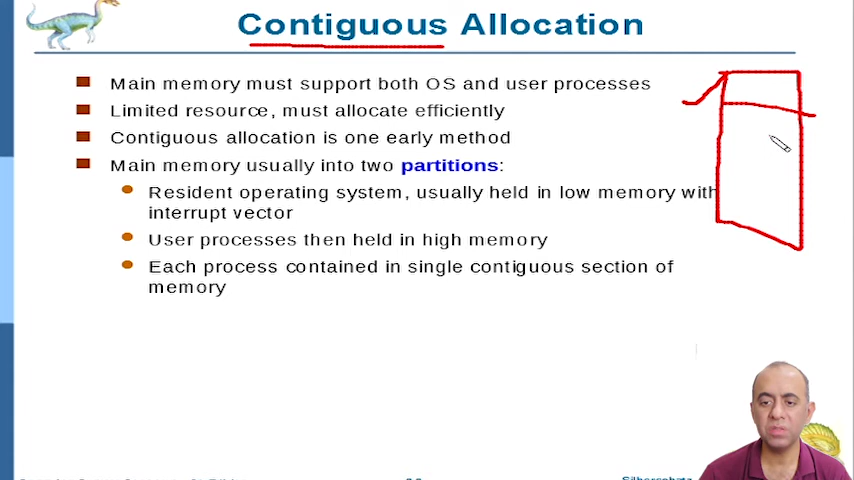 Contiguous Allocation
Main memory must support both OS and user processes
Limited resource, must allocate efficiently
Contiguous allocation is one early method
Main memory usually into two partitions:
Resident operating system, usually held in low memory with
interrupt vector
User processes then held in high memory
Each process contained in single contiguous section of
memory